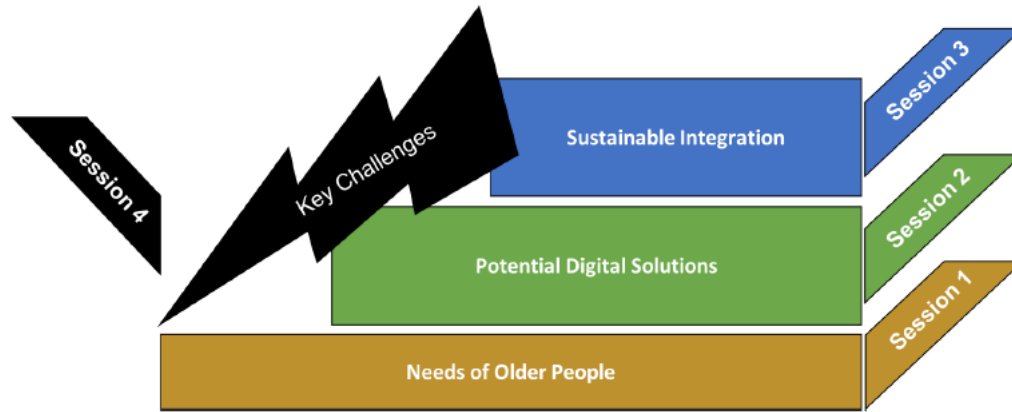 Session 3
Sustainable Integration
Key Challenges
Session 4
Session 2
Potential Digital Solutions
Session 1
Needs of Older People